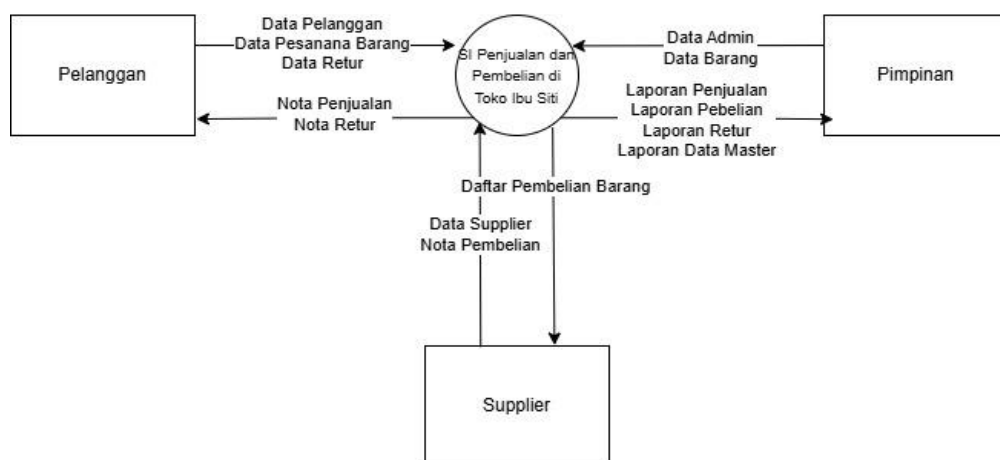 Data Pelanggan
Data Pesanana Barang
Data Retur
Pelanggan
Nota Penjualan
Nota Retur
SI Penjualan dan
Pembelian di
Toko Ibu Siti
Data Admin
Data Barang
Pimpinan
Laporan Penjualan
Laporan Pebelian
Laporan Retur
Laporan Data Master
Daftar Pembelian Barang
Data Supplier
Nota Pembelian
Supplier